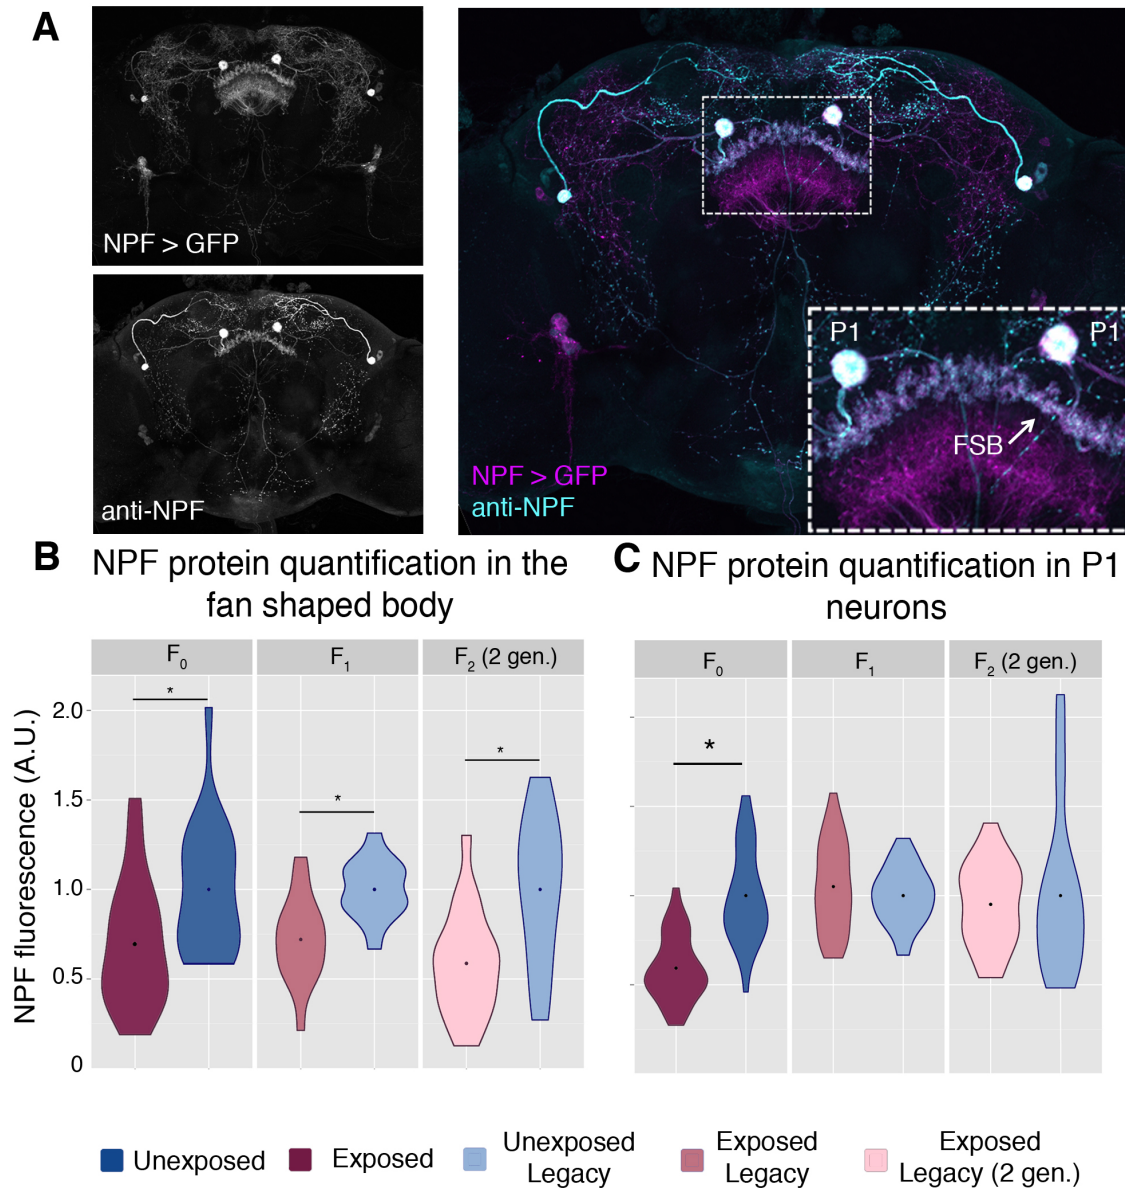 A
NPF > GFP
anti-NPF
NPF > GFP
anti-NPF
P1
P1
FSB
B NPF protein quantification in the
fan shaped body
F0
F1
F2 (2 gen.)
*
*
*
NPF fluorescence (A.U.)
2.0
1.5
1.0
0.5
0
C NPF protein quantification in P1
neurons
F0
F1
F2 (2 gen.)
*
Unexposed
Exposed
Unexposed
Legacy
Exposed
Legacy
Exposed
Legacy (2 gen.)